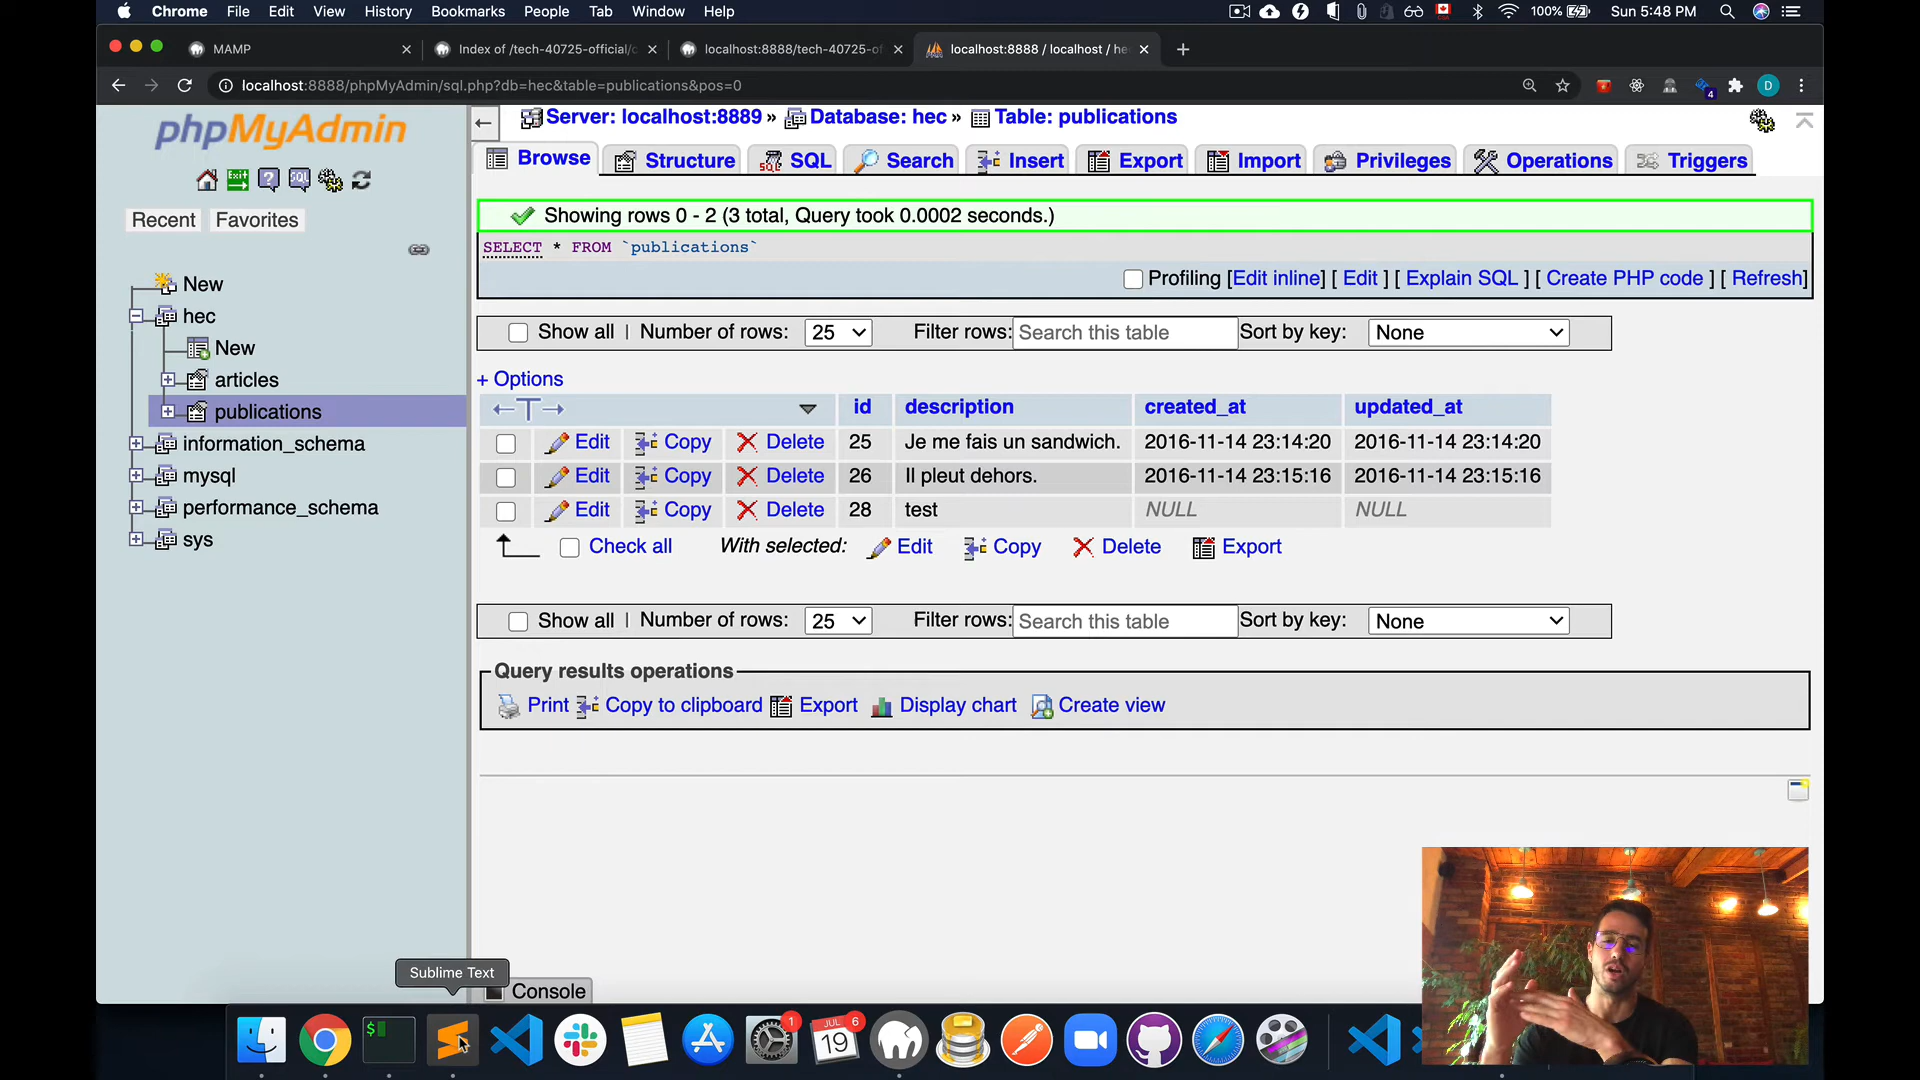 Chrome File Edit View History Bookmarks People Tab Window Help 100% Sun 5:48 PM
MAMP Index of /tech-40725-official/c localhost:8888/tech-40725-of localhost:8888 / localhost / he
localhost:8888/phpMyAdmin/sql.php?db=hec&table=publications&pos=0 4 D
phpMyAdmin
Exit ? SQL
Recent Favorites
New
hec
New
articles
publications
information_schema
mysql
performance_schema
sys
Server: localhost:8889 » Database: hec » Table: publications
Browse Structure SQL Search Insert Export Import Privileges Operations Triggers
Showing rows 0 - 2 (3 total, Query took 0.0002 seconds.)
SELECT * FROM `publications`
Profiling [Edit inline] [ Edit ] [ Explain SQL ] [ Create PHP code ] [ Refresh]
Show all | Number of rows: 25 Filter rows: Search this table Sort by key: None
+ Options
←T→ id description created_at updated_at
Edit Copy Delete 25 Je me fais un sandwich. 2016-11-14 23:14:20 2016-11-14 23:14:20
Edit Copy Delete 26 Il pleut dehors. 2016-11-14 23:15:16 2016-11-14 23:15:16
Edit Copy Delete 28 test NULL NULL
Check all With selected: Edit Copy Delete Export
Show all | Number of rows: 25 Filter rows: Search this table Sort by key: None
Query results operations
Print Copy to clipboard Export Display chart Create view
Sublime Text
Console
$ 1 JUL 19 6